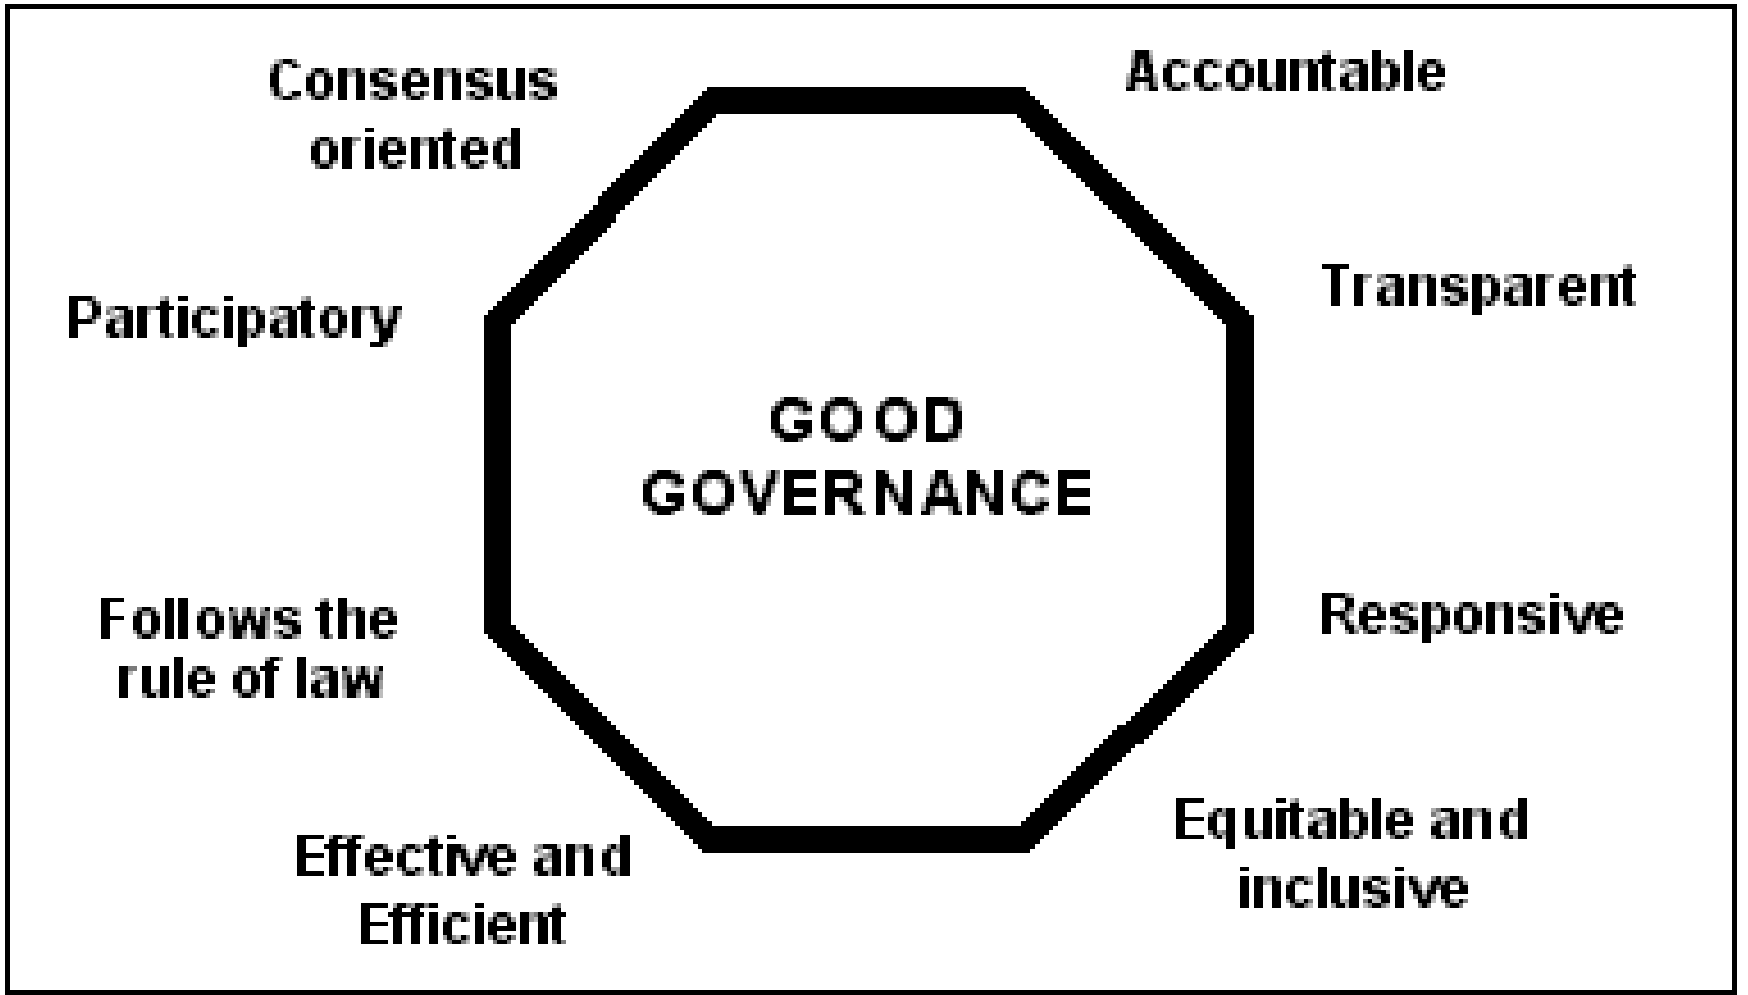 Consensus
oriented
Accountable
Participatory
Transparent
GOOD
GOVERNANCE
Follows the
rule of law
Responsive
Effective and
Efficient
Equitable and
inclusive